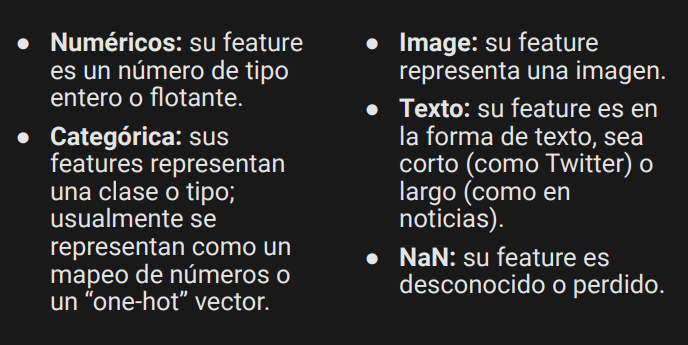 ● Numéricos: su feature
es un número de tipo
entero o flotante.
● Categórica: sus
features representan
una clase o tipo;
usualmente se
representan como un
mapeo de números o
un “one-hot” vector.
● Image: su feature
representa una imagen.
● Texto: su feature es en
la forma de texto, sea
corto (como Twitter) o
largo (como en
noticias).
● NaN: su feature es
desconocido o perdido.